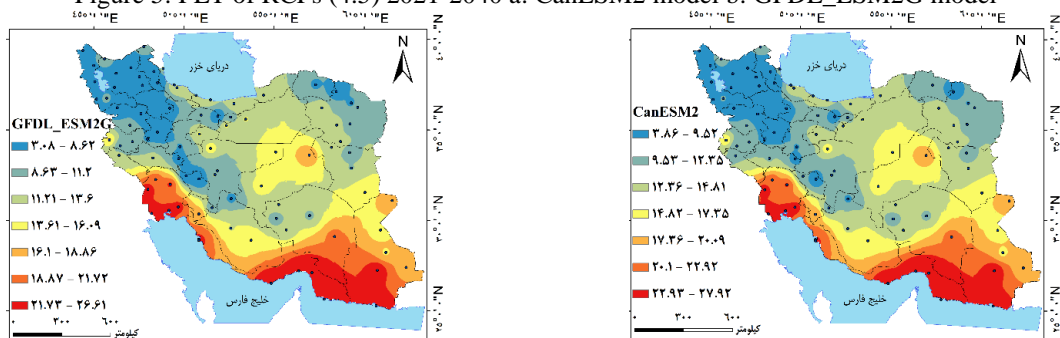 PET of RCPs (4.5) 2021-2040 a. CanESM2 model b. GFDL_ESM2G model
N
دریای خزر
GFDL_ESM2G
۳.۰۸ - ۸.۶۲
۸.۶۳ - ۱۱.۲
۱۱.۲۱ - ۱۳.۶
۱۳.۶۱ - ۱۶.۰۹
۱۶.۱ - ۱۸.۸۶
۱۸.۸۷ - ۲۱.۷۲
۲۱.۷۳ - ۲۶.۶۱
خلیج فارس
۰ ۳۰۰ ۶۰۰
کیلومتر
N
دریای خزر
CanESM2
۳.۸۶ - ۹.۵۲
۹.۵۳ - ۱۲.۳۵
۱۲.۳۶ - ۱۴.۸۱
۱۴.۸۲ - ۱۷.۳۵
۱۷.۳۶ - ۲۰.۰۹
۲۰.۱ - ۲۲.۹۲
۲۲.۹۳ - ۲۷.۹۲
خلیج فارس
۰ ۳۰۰ ۶۰۰
کیلومتر